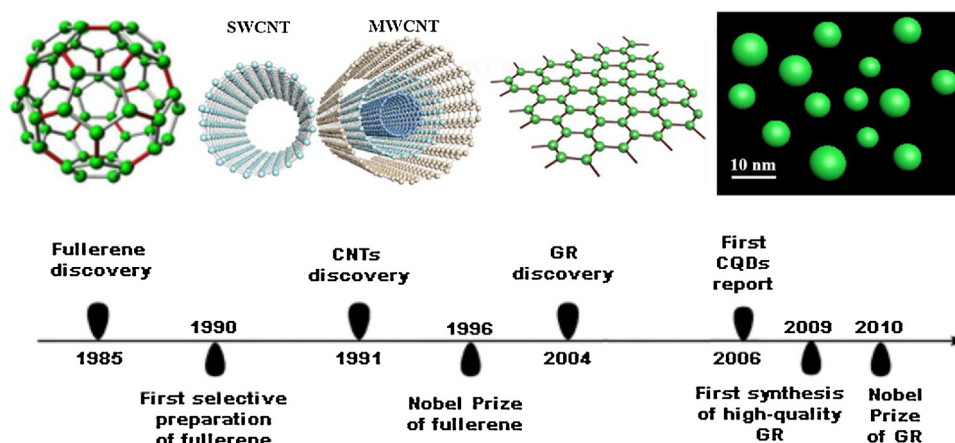 SWCNT
MWCNT
10 nm
Fullerene
discovery
CNTs
discovery
GR
discovery
First
CQDs
report
1990
1996
2009
2010
1985
1991
2004
2006
First selective
preparation
of fullerene
Nobel Prize
of fullerene
First synthesis
of high-quality
GR
Nobel
Prize
of GR